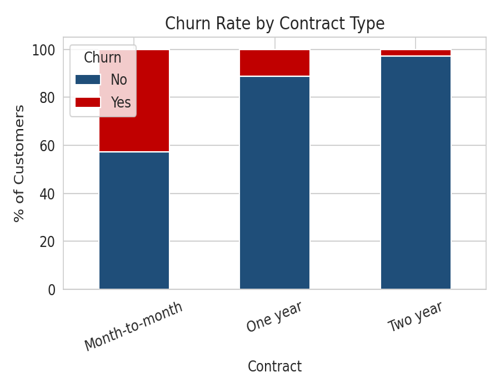 Churn Rate by Contract Type
Churn
No
Yes
% of Customers
100
80
60
40
20
0
Month-to-month
One year
Two year
Contract